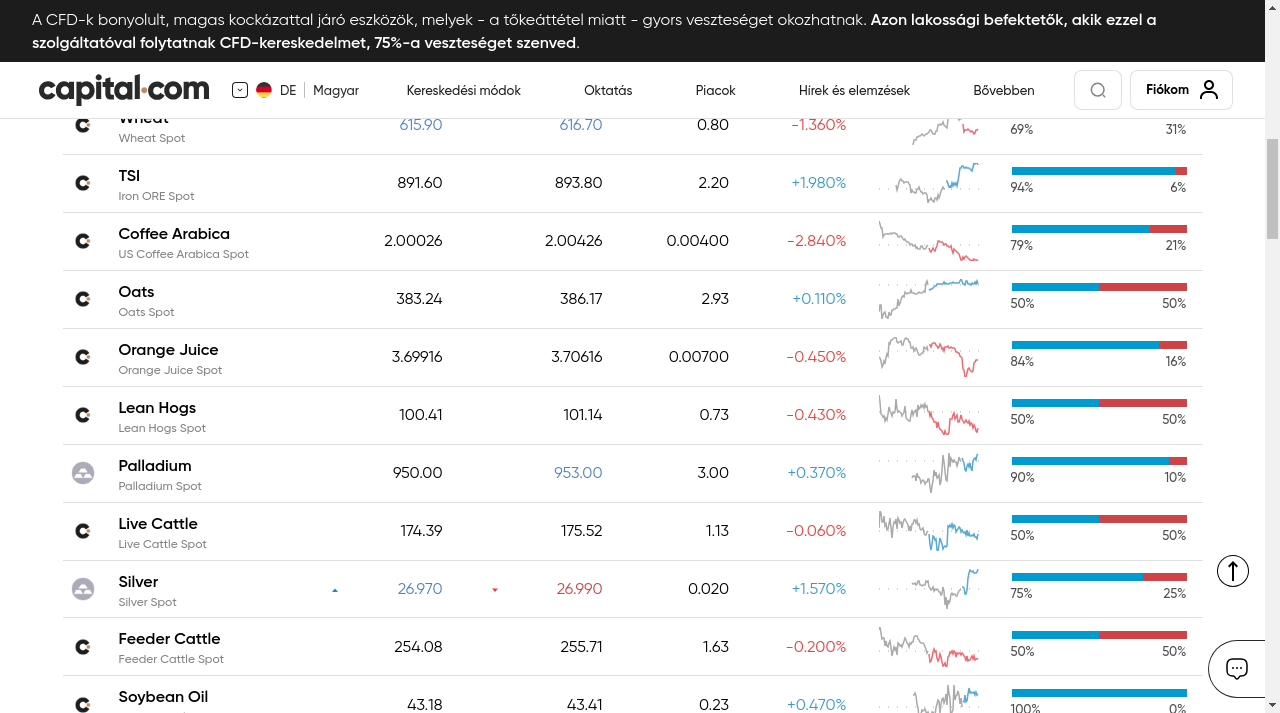 A CFD-k bonyolult, magas kockázattal járó eszközök, melyek - a tőkeáttétel miatt - gyors veszteséget okozhatnak. Azon lakossági befektetők, akik ezzel a
szolgáltatóval folytatnak CFD-kereskedelmet, 75%-a veszteséget szenved.
capital.com DE Magyar Kereskedési módok Oktatás Piacok Hírek és elemzések Bővebben Fiókom
Wheat 615.90 616.70 0.80 -1.360%
Wheat Spot 69% 31%
TSI 891.60 893.80 2.20 +1.980%
Iron ORE Spot 94% 6%
Coffee Arabica 2.00026 2.00426 0.00400 -2.840%
US Coffee Arabica Spot 79% 21%
Oats 383.24 386.17 2.93 +0.110%
Oats Spot 50% 50%
Orange Juice 3.69916 3.70616 0.00700 -0.450%
Orange Juice Spot 84% 16%
Lean Hogs 100.41 101.14 0.73 -0.430%
Lean Hogs Spot 50% 50%
Palladium 950.00 953.00 3.00 +0.370%
Palladium Spot 90% 10%
Live Cattle 174.39 175.52 1.13 -0.060%
Live Cattle Spot 50% 50%
Silver 26.970 26.990 0.020 +1.570%
Silver Spot 75% 25%
Feeder Cattle 254.08 255.71 1.63 -0.200%
Feeder Cattle Spot 50% 50%
Soybean Oil 43.18 43.41 0.23 +0.470%
100% 0%